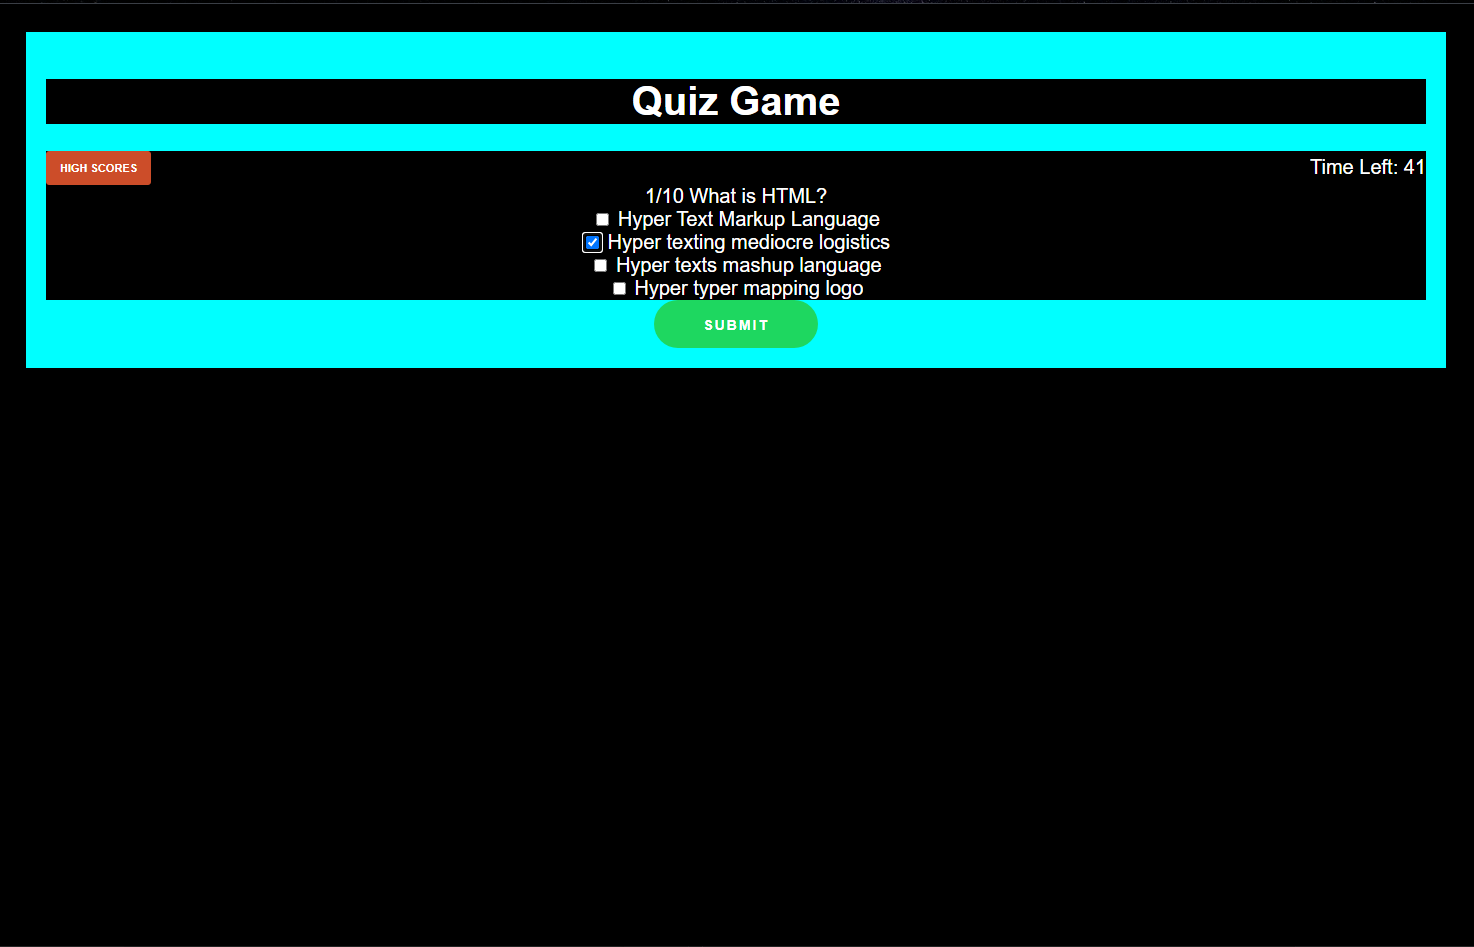 Quiz Game
HIGH SCORES
Time Left: 41
1/10 What is HTML?
Hyper Text Markup Language
Hyper texting mediocre logistics
Hyper texts mashup language
Hyper typer mapping logo
SUBMIT